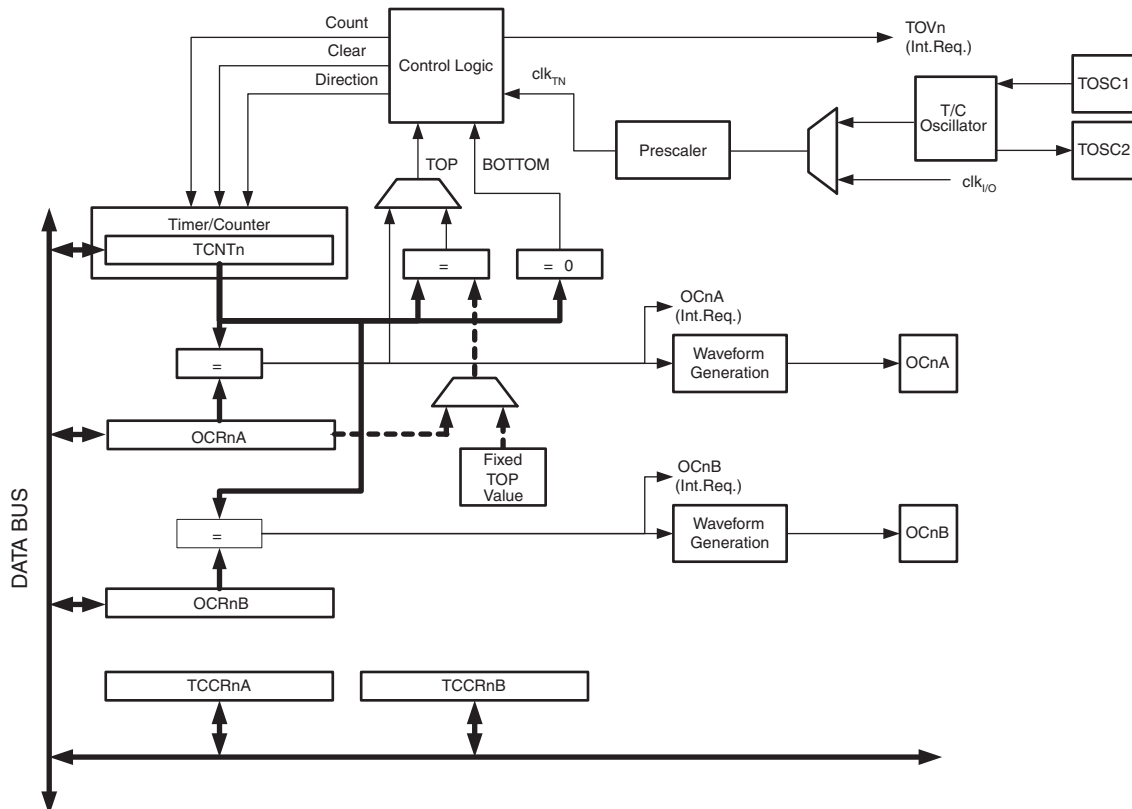 Count
Clear
Direction
Control Logic
clk_TN
TOVn
(Int.Req.)
TOSC1
T/C
Oscillator
TOSC2
Prescaler
clk_I/O
TOP
BOTTOM
Timer/Counter
TCNTn
=
= 0
OCnA
(Int.Req.)
=
Waveform
Generation
OCnA
OCRnA
Fixed
TOP
Value
OCnB
(Int.Req.)
=
Waveform
Generation
OCnB
OCRnB
DATA BUS
TCCRnA
TCCRnB